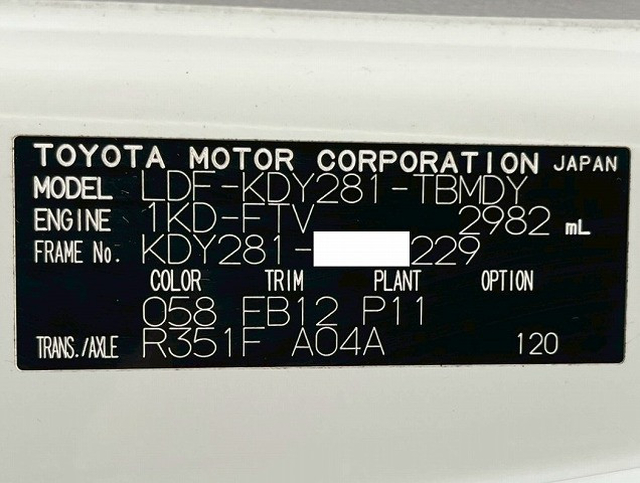 TOYOTA MOTOR CORPORATION JAPAN
MODEL LDF-KDY281-TBMDY
ENGINE 1KD-FTV 2982 mL
FRAME No. KDY281- 229
COLOR TRIM PLANT OPTION
058 FB12 P11
TRANS./AXLE R351F A04A 120